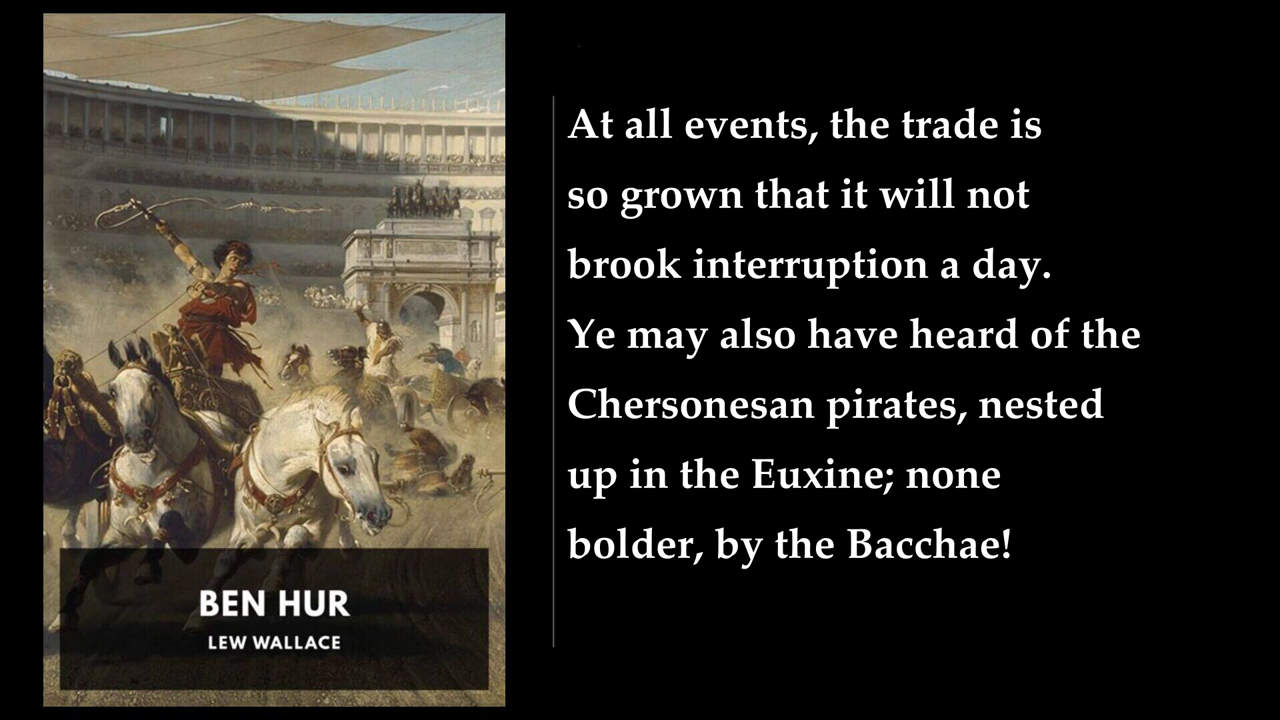 BEN HUR
LEW WALLACE
At all events, the trade is
so grown that it will not
brook interruption a day.
Ye may also have heard of the
Chersonesan pirates, nested
up in the Euxine; none
bolder, by the Bacchae!